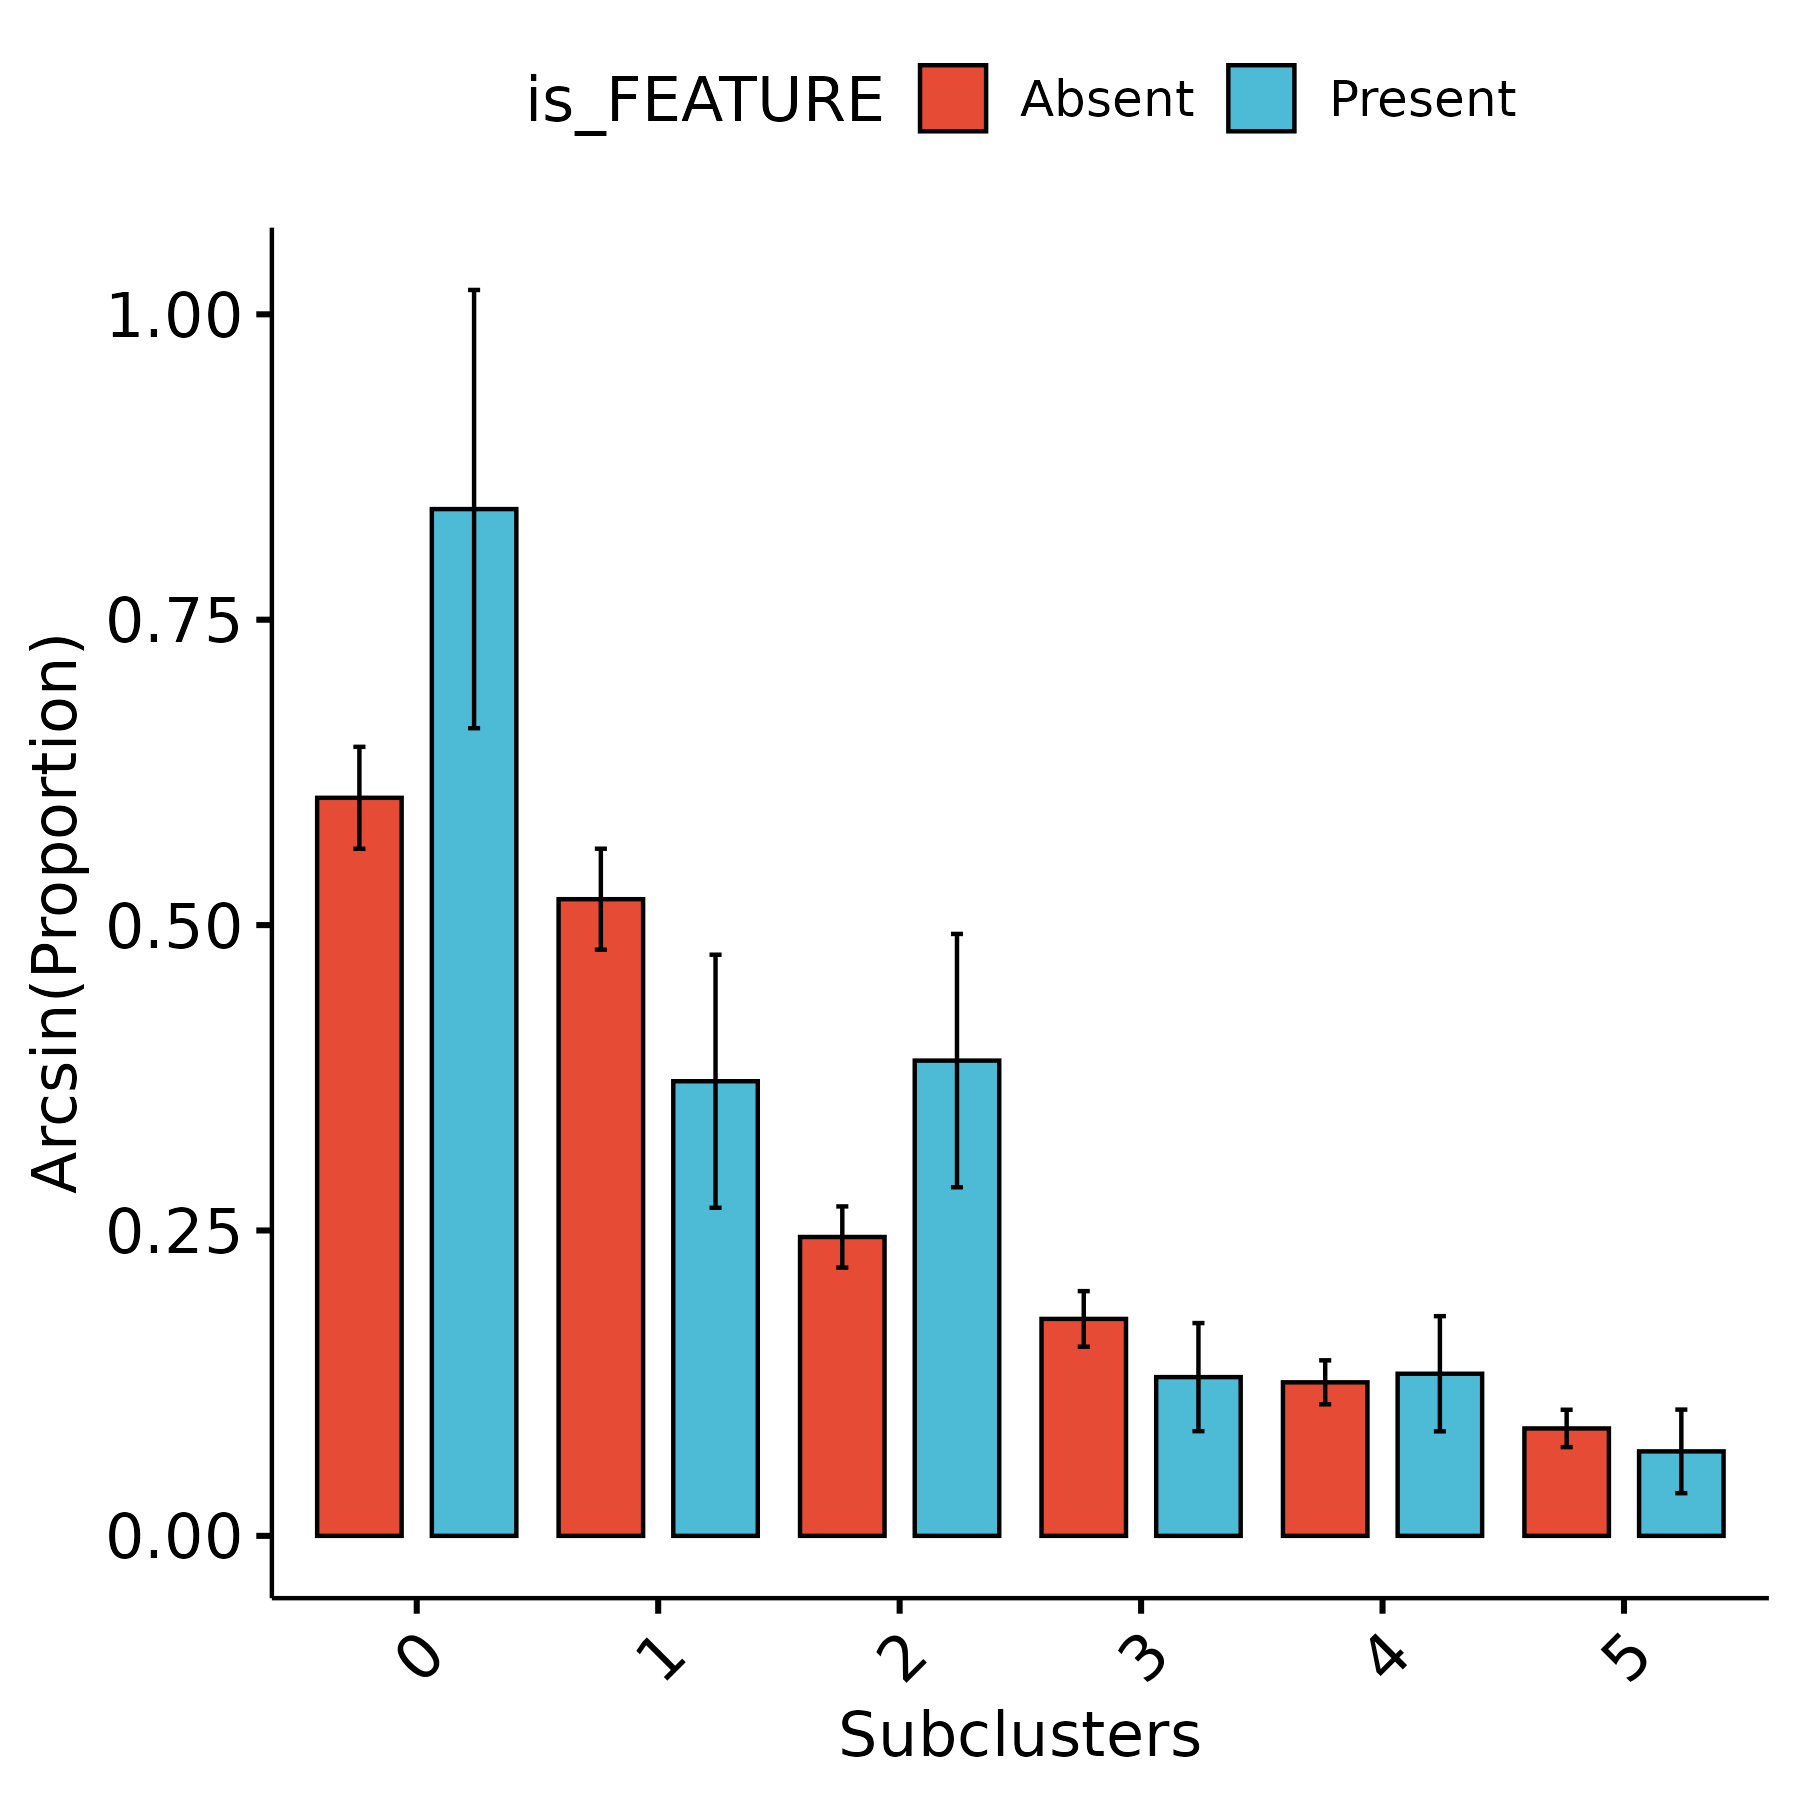 is_FEATURE Absent Present
Arcsin(Proportion)
1.00
0.75
0.50
0.25
0.00
0 1 2 3 4 5
Subclusters